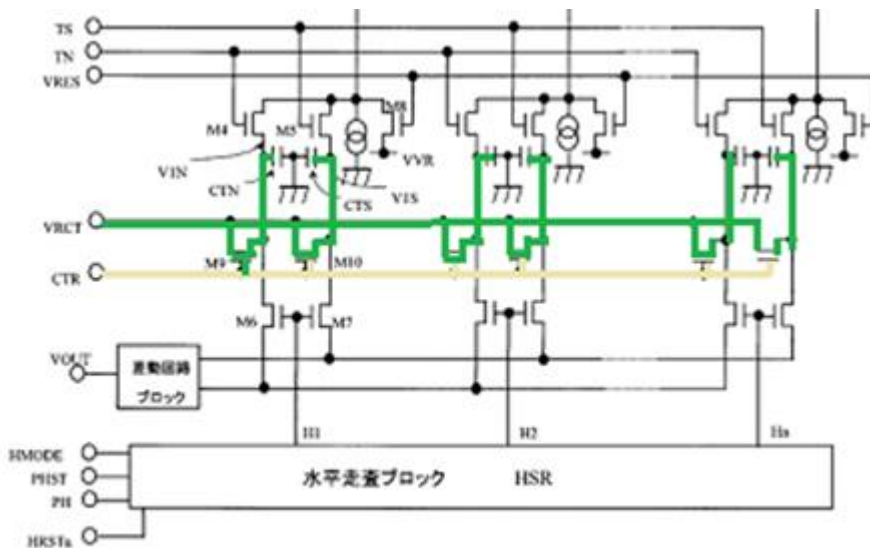 TS
TN
VRES
M4
M5
M8
V1N
VVR
CTN
CTS
V1S
VRCT
M9
M10
CTR
M6
M7
VOUT
差動回路
ブロック
H1
H2
Hn
HMODE
PHST
PH
水平走査ブロック HSR
HRSTn